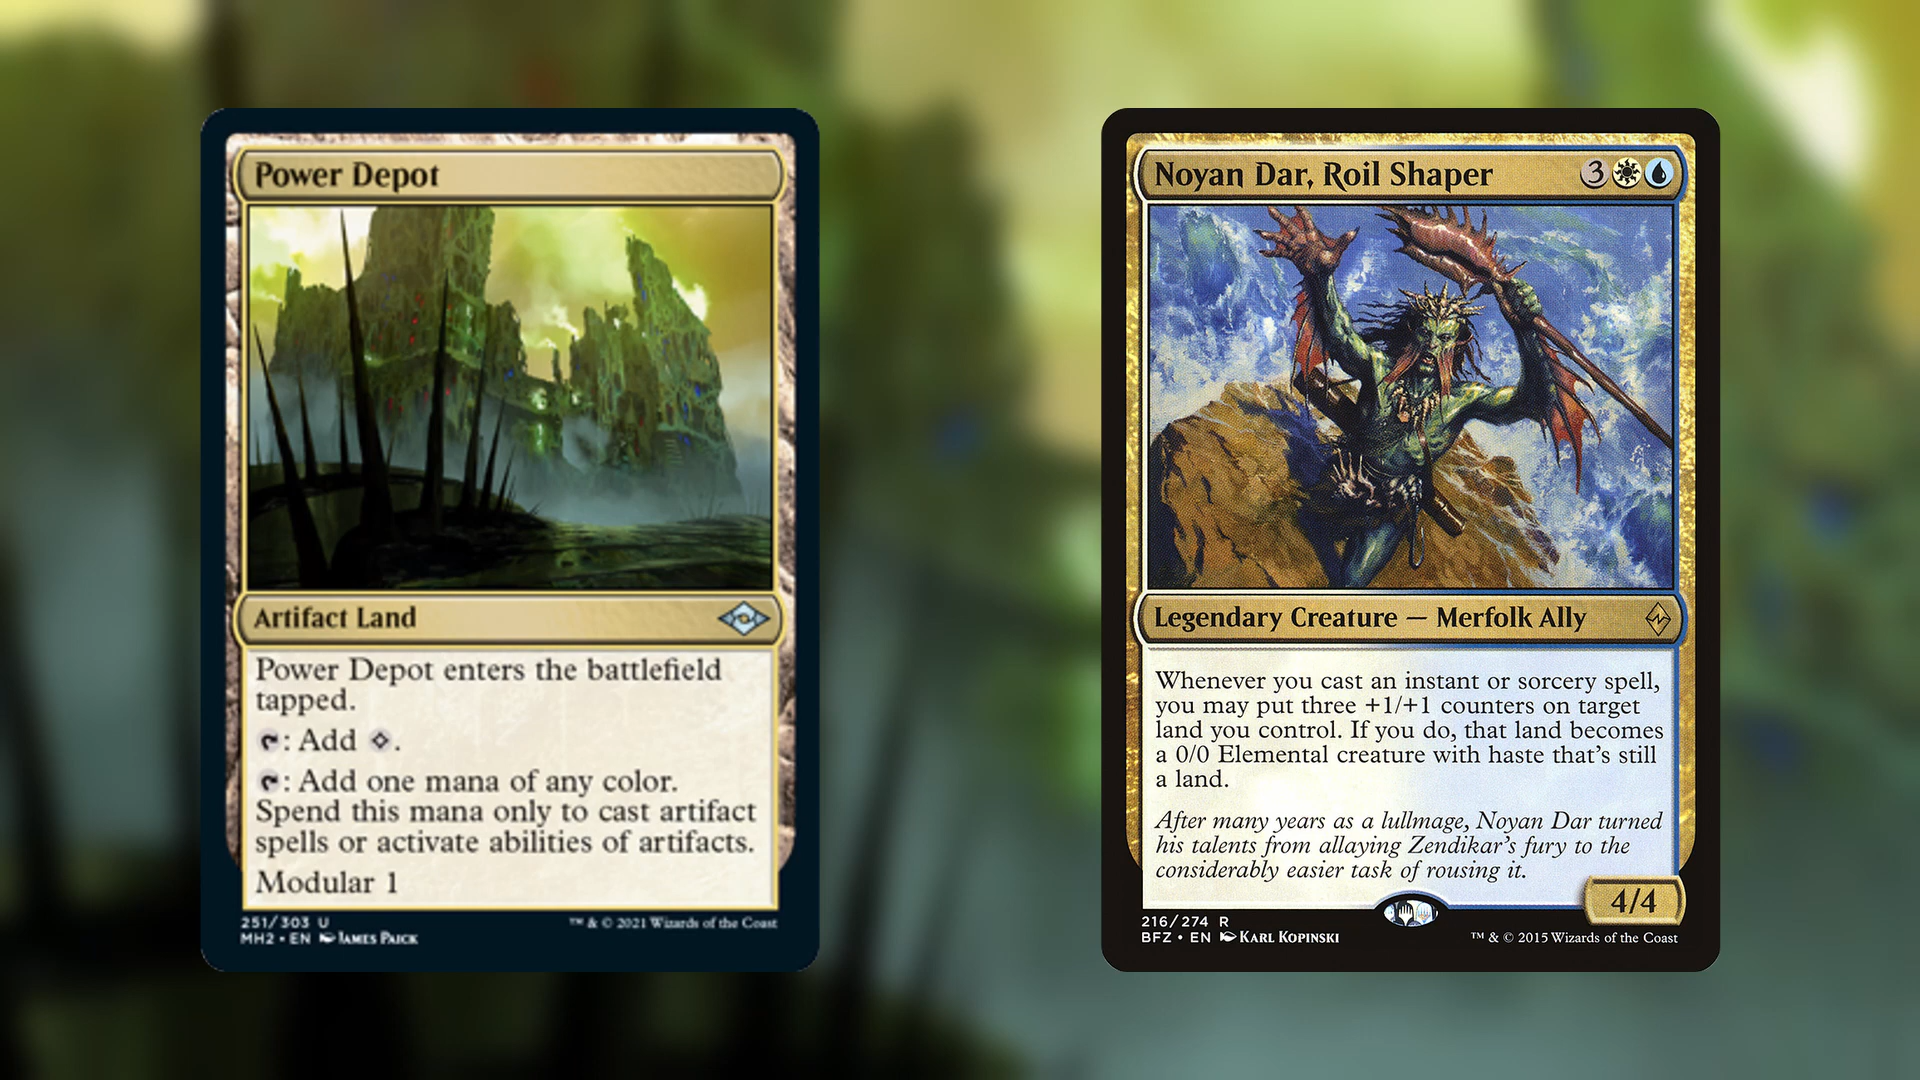 Power Depot
Artifact Land
Power Depot enters the battlefield
tapped.
: Add .
: Add one mana of any color.
Spend this mana only to cast artifact
spells or activate abilities of artifacts.
Modular 1
251/303 U
MH2 • EN JAMES PAICK
™ & © 2021 Wizards of the Coast
Noyan Dar, Roil Shaper 3
Legendary Creature — Merfolk Ally
Whenever you cast an instant or sorcery spell,
you may put three +1/+1 counters on target
land you control. If you do, that land becomes
a 0/0 Elemental creature with haste that's still
a land.
After many years as a lullmage, Noyan Dar turned
his talents from allaying Zendikar's fury to the
considerably easier task of rousing it.
4/4
216/274 R
BFZ • EN KARL KOPINSKI
™ & © 2015 Wizards of the Coast